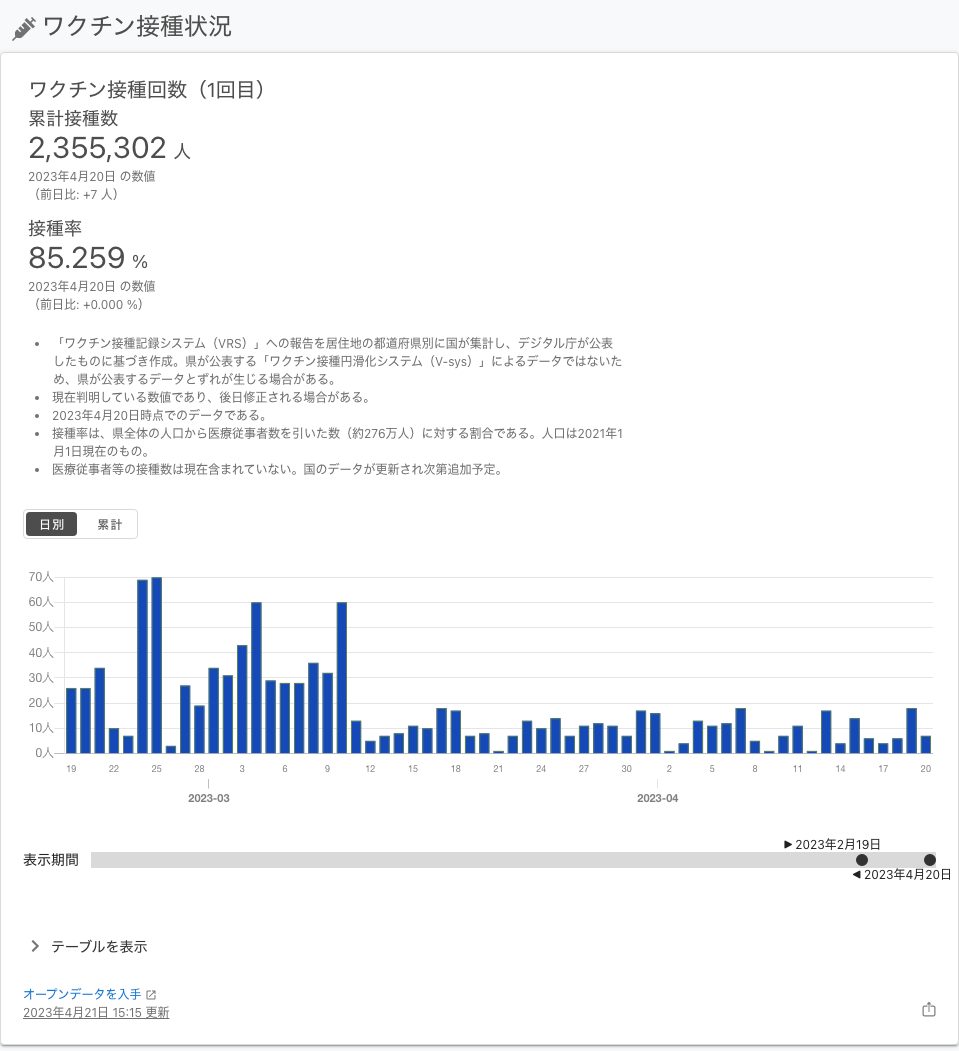 ワクチン接種状況
ワクチン接種回数（1回目）
累計接種数
2,355,302 人
2023年4月20日 の数値
（前日比: +7 人）
接種率
85.259 %
2023年4月20日 の数値
（前日比: +0.000 %）
• 「ワクチン接種記録システム（VRS）」への報告を居住地の都道府県別に国が集計し、デジタル庁が公表
したものに基づき作成。県が公表する「ワクチン接種円滑化システム（V-sys）」によるデータではないた
め、県が公表するデータとずれが生じる場合がある。
• 現在判明している数値であり、後日修正される場合がある。
• 2023年4月20日時点でのデータである。
• 接種率は、県全体の人口から医療従事者数を引いた数（約276万人）に対する割合である。人口は2021年1
月1日現在のもの。
• 医療従事者等の接種数は現在含まれていない。国のデータが更新され次第追加予定。
日別 累計
70人
60人
50人
40人
30人
20人
10人
0人
19 22 25 28 3 6 9 12 15 18 21 24 27 30 2 5 8 11 14 17 20
2023-03 2023-04
▶ 2023年2月19日
表示期間
◀ 2023年4月20日
テーブルを表示
オープンデータを入手
2023年4月21日 15:15 更新